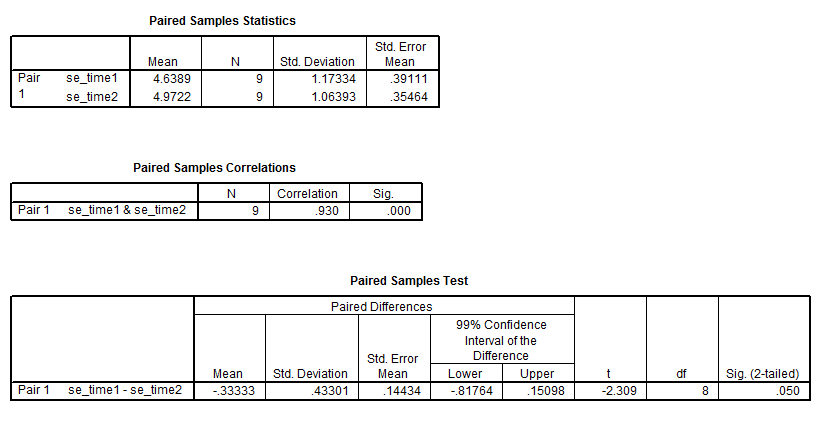 Paired Samples Statistics
Mean N Std. Deviation Std. Error Mean
Pair 1 se_time1 4.6389 9 1.17334 .39111
se_time2 4.9722 9 1.06393 .35464
Paired Samples Correlations
N Correlation Sig.
Pair 1 se_time1 & se_time2 9 .930 .000
Paired Samples Test
Paired Differences
99% Confidence Interval of the Difference
Mean Std. Deviation Std. Error Mean Lower Upper t df Sig. (2-tailed)
Pair 1 se_time1 - se_time2 -.33333 .43301 .14434 -.81764 .15098 -2.309 8 .050